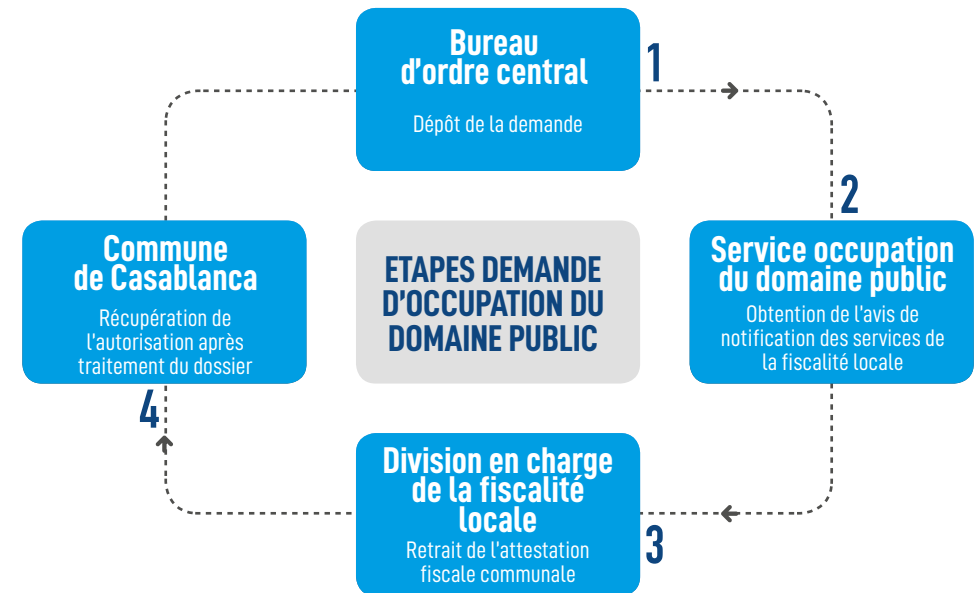 Bureau
d'ordre central
1
Dépôt de la demande
2
Service occupation
du domaine public
Obtention de l'avis de
notification des services de
la fiscalité locale
Division en charge
de la fiscalité
locale
3
Retrait de l'attestation
fiscale communale
Commune
de Casablanca
Récupération de
l'autorisation après
traitement du dossier
4
ETAPES DEMANDE
D'OCCUPATION DU
DOMAINE PUBLIC